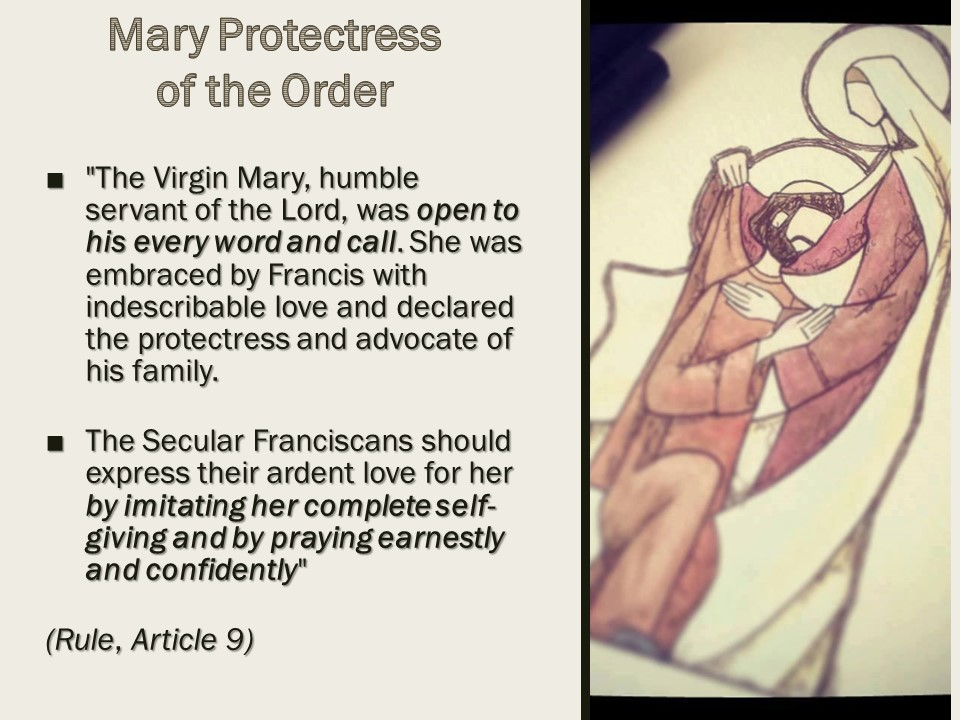 Mary Protectress
of the Order
■ "The Virgin Mary, humble
servant of the Lord, was open to
his every word and call. She was
embraced by Francis with
indescribable love and declared
the protectress and advocate of
his family.
■ The Secular Franciscans should
express their ardent love for her
by imitating her complete self-
giving and by praying earnestly
and confidently"
(Rule, Article 9)